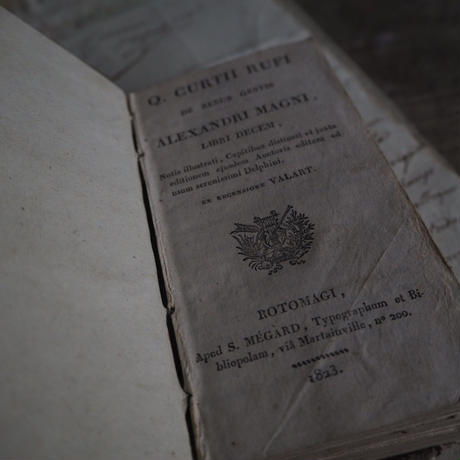 Q. CURTII RUFI
DE REBUS GESTIS
ALEXANDRI MAGNI,
LIBRI DECEM,
Notis illustrati, Capitibus distincti et juxta
editionem ejusdem Auctoris editam ad
usum serenissimi Delphini,
EX RECENSIONE VALART.
ROTOMAGI,
Apud S. MÉGARD, Typographum et Bi-
bliopolam, viâ Martainville, nº 200.
1823.